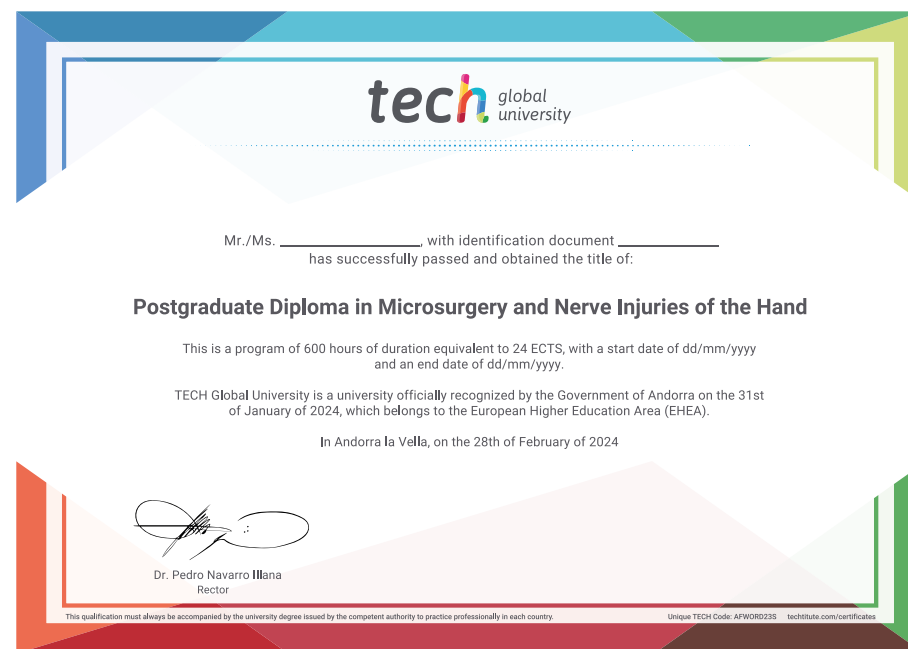 tech global
university
Mr./Ms. ____________________, with identification document ______________
has successfully passed and obtained the title of:
Postgraduate Diploma in Microsurgery and Nerve Injuries of the Hand
This is a program of 600 hours of duration equivalent to 24 ECTS, with a start date of dd/mm/yyyy
and an end date of dd/mm/yyyy.
TECH Global University is a university officially recognized by the Government of Andorra on the 31st
of January of 2024, which belongs to the European Higher Education Area (EHEA).
In Andorra la Vella, on the 28th of February of 2024
Dr. Pedro Navarro Illana
Rector
This qualification must always be accompanied by the university degree issued by the competent authority to practice professionally in each country.
Unique TECH Code: AFWORD23S techtitute.com/certificates